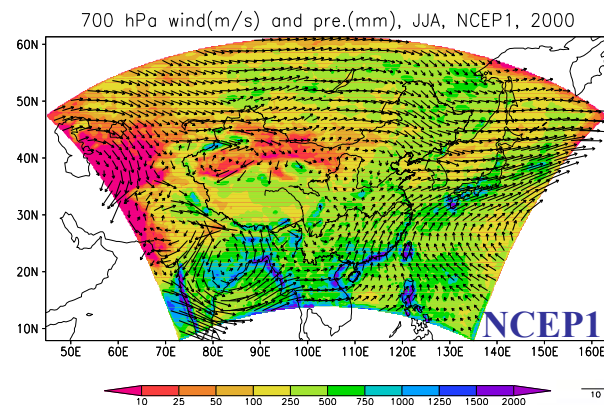 700 hPa wind(m/s) and pre.(mm), JJA, NCEP1, 2000
60N
50N
40N
30N
20N
10N
NCEP1
50E 60E 70E 80E 90E 100E 110E 120E 130E 140E 150E 160E
10 25 50 100 250 500 750 1000 1250 1500 2000
10